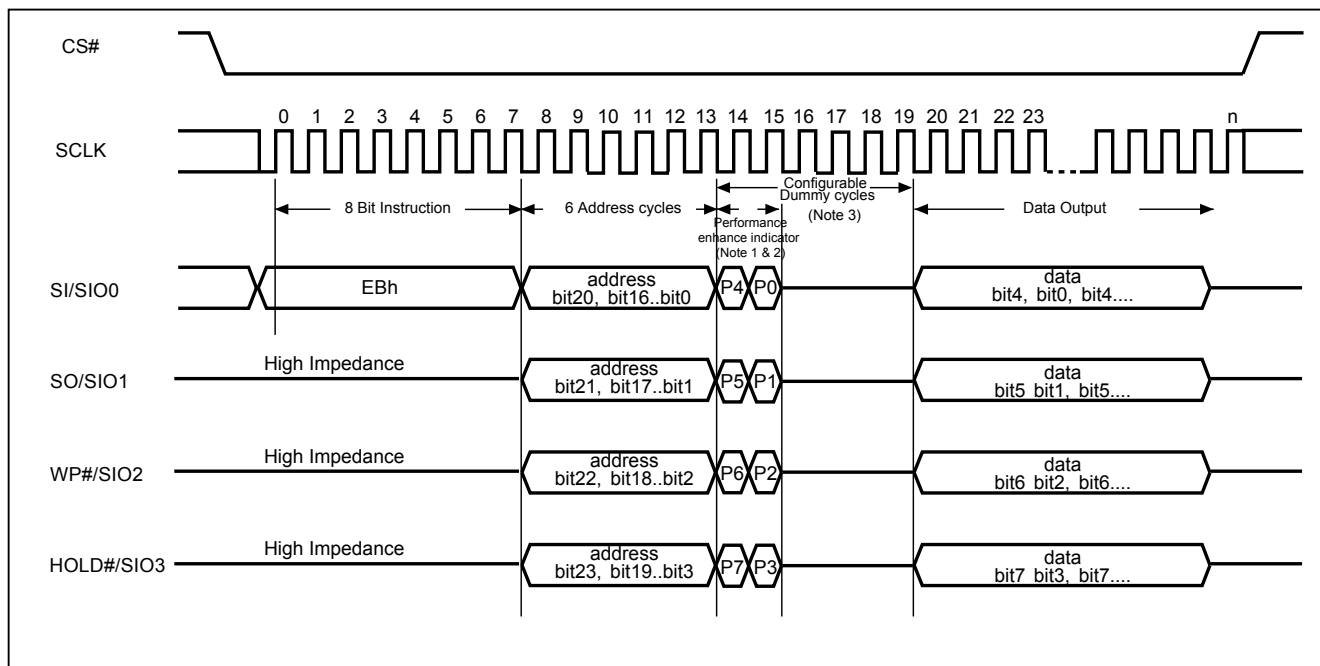 CS#
0 1 2 3 4 5 6 7 8 9 10 11 12 13 14 15 16 17 18 19 20 21 22 23 n
SCLK
Configurable
Dummy cycles
(Note 3)
8 Bit Instruction
6 Address cycles
Data Output
Performance
enhance indicator
(Note 1 & 2)
SI/SIO0
EBh
address
bit20, bit16..bit0
P4 P0
data
bit4, bit0, bit4....
SO/SIO1
High Impedance
address
bit21, bit17..bit1
P5 P1
data
bit5 bit1, bit5....
WP#/SIO2
High Impedance
address
bit22, bit18..bit2
P6 P2
data
bit6 bit2, bit6....
HOLD#/SIO3
High Impedance
address
bit23, bit19..bit3
P7 P3
data
bit7 bit3, bit7....